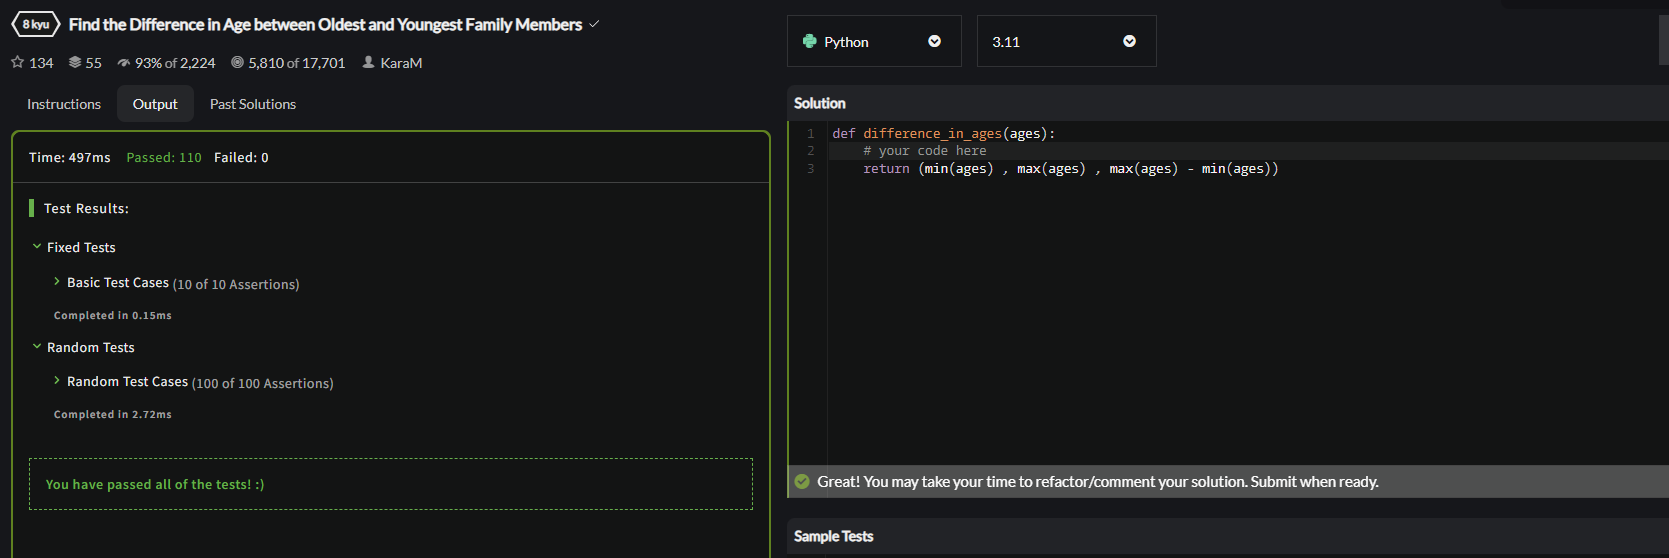 8 kyu Find the Difference in Age between Oldest and Youngest Family Members
134 55 93% of 2,224 5,810 of 17,701 KaraM
Instructions Output Past Solutions
Time: 497ms Passed: 110 Failed: 0
Test Results:
Fixed Tests
Basic Test Cases (10 of 10 Assertions)
Completed in 0.15ms
Random Tests
Random Test Cases (100 of 100 Assertions)
Completed in 2.72ms
You have passed all of the tests! :)
Python 3.11
Solution
1 def difference_in_ages(ages):
2 # your code here
3 return (min(ages) , max(ages) , max(ages) - min(ages))
Great! You may take your time to refactor/comment your solution. Submit when ready.
Sample Tests